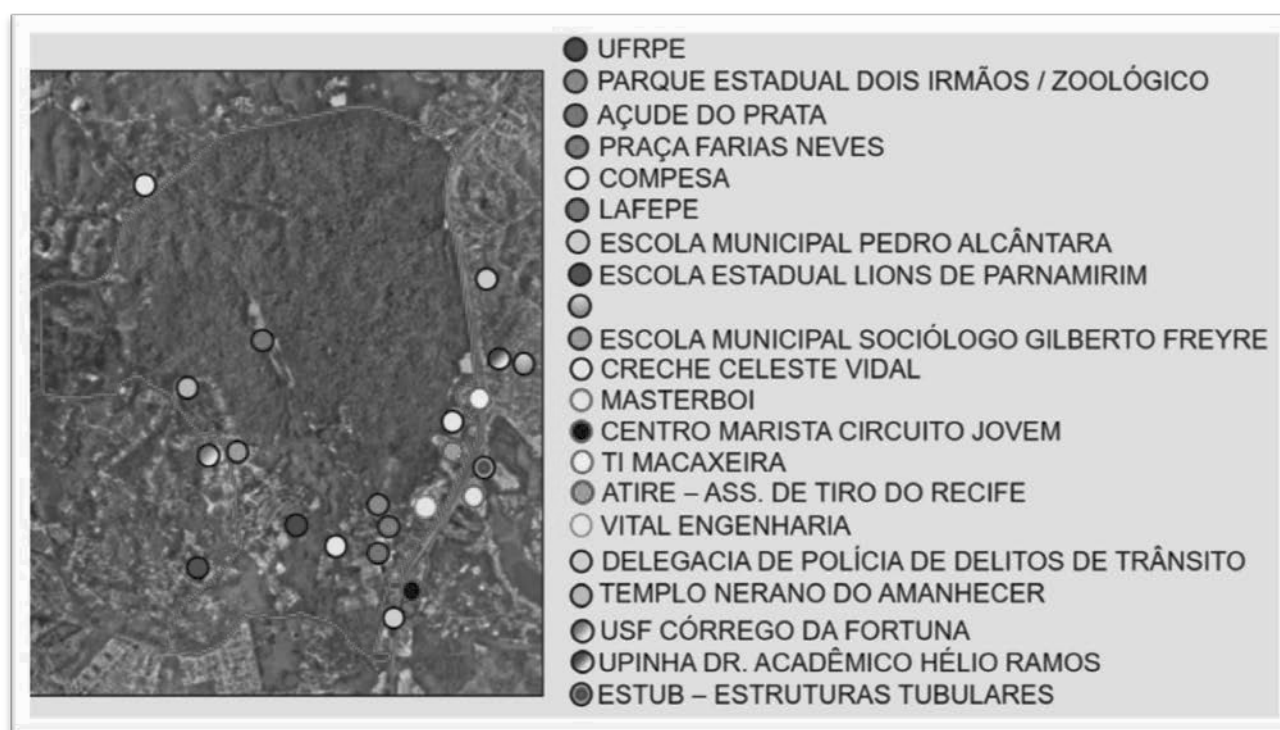 UFRPE
PARQUE ESTADUAL DOIS IRMÃOS / ZOOLÓGICO
AÇUDE DO PRATA
PRAÇA FARIAS NEVES
COMPESA
LAFEPE
ESCOLA MUNICIPAL PEDRO ALCÂNTARA
ESCOLA ESTADUAL LIONS DE PARNAMIRIM
ESCOLA MUNICIPAL SOCIÓLOGO GILBERTO FREYRE
CRECHE CELESTE VIDAL
MASTERBOI
CENTRO MARISTA CIRCUITO JOVEM
TI MACAXEIRA
ATIRE – ASS. DE TIRO DO RECIFE
VITAL ENGENHARIA
DELEGACIA DE POLÍCIA DE DELITOS DE TRÂNSITO
TEMPLO NERANO DO AMANHECER
USF CÓRREGO DA FORTUNA
UPINHA DR. ACADÊMICO HÉLIO RAMOS
ESTUB – ESTRUTURAS TUBULARES